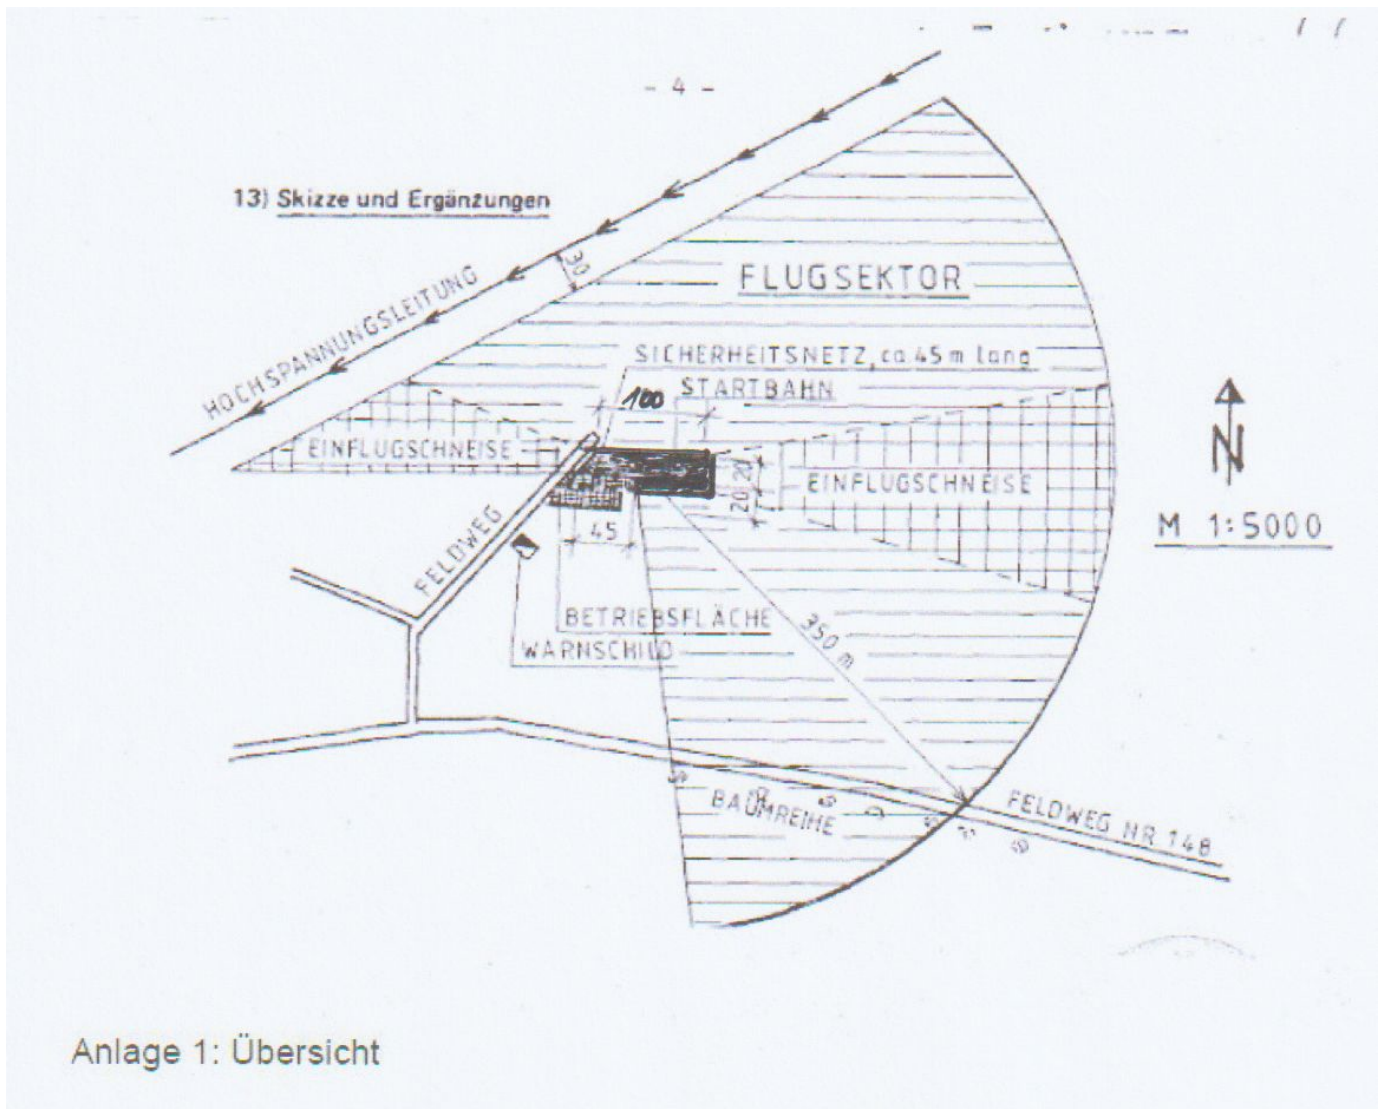 - 4 -
13) Skizze und Ergänzungen
HOCHSPANNUNGSLEITUNG
30
FLUGSEKTOR
SICHERHEITSNETZ, ca 45 m lang
100
STARTBAHN
EINFLUGSCHNEISE
20 20
EINFLUGSCHNEISE
N
M 1:5000
45
FELDWEG
BETRIEBSFLÄCHE
WARNSCHILD
350 m
BAUMREIHE
FELDWEG NR. 148
Anlage 1: Übersicht